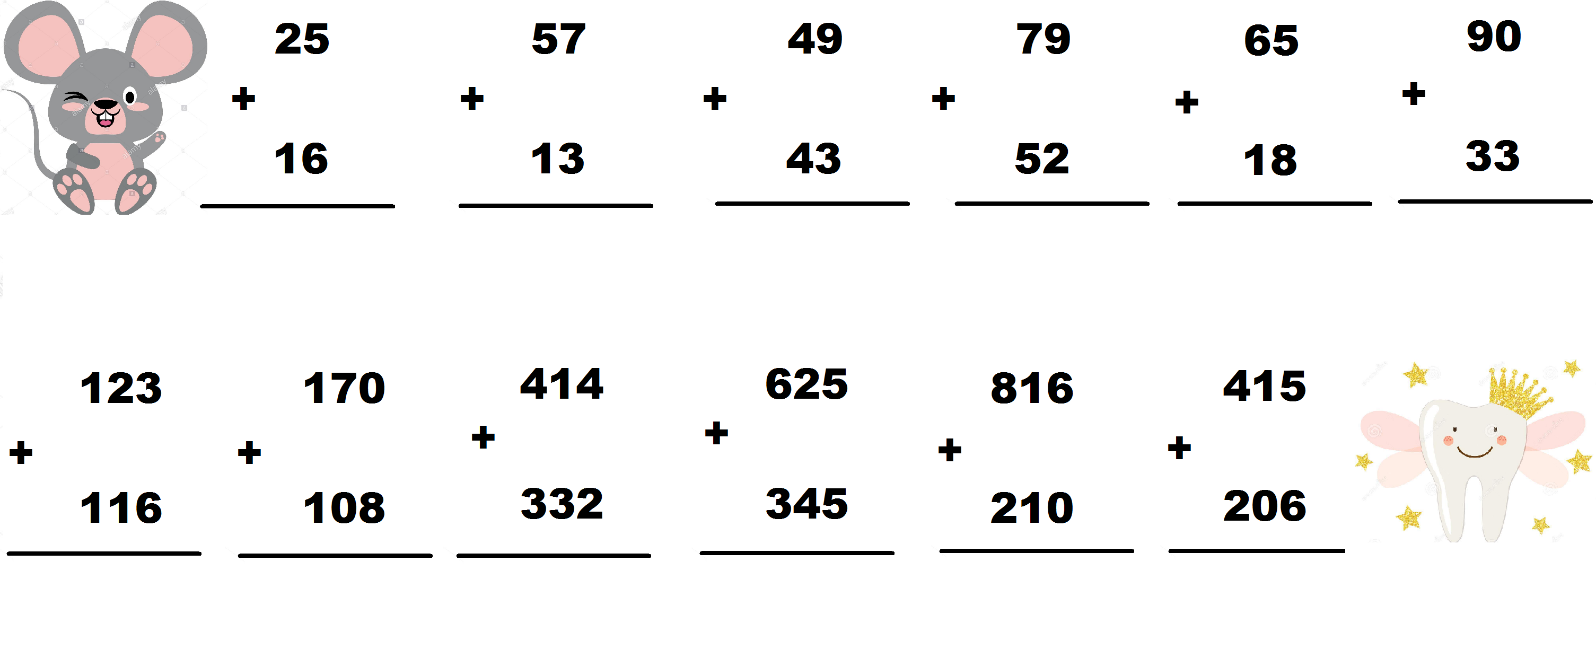 25 57 49 79 65 90
+ + + + + +
16 13 43 52 18 33
123 170 414 625 816 415
+ + + + + +
116 108 332 345 210 206